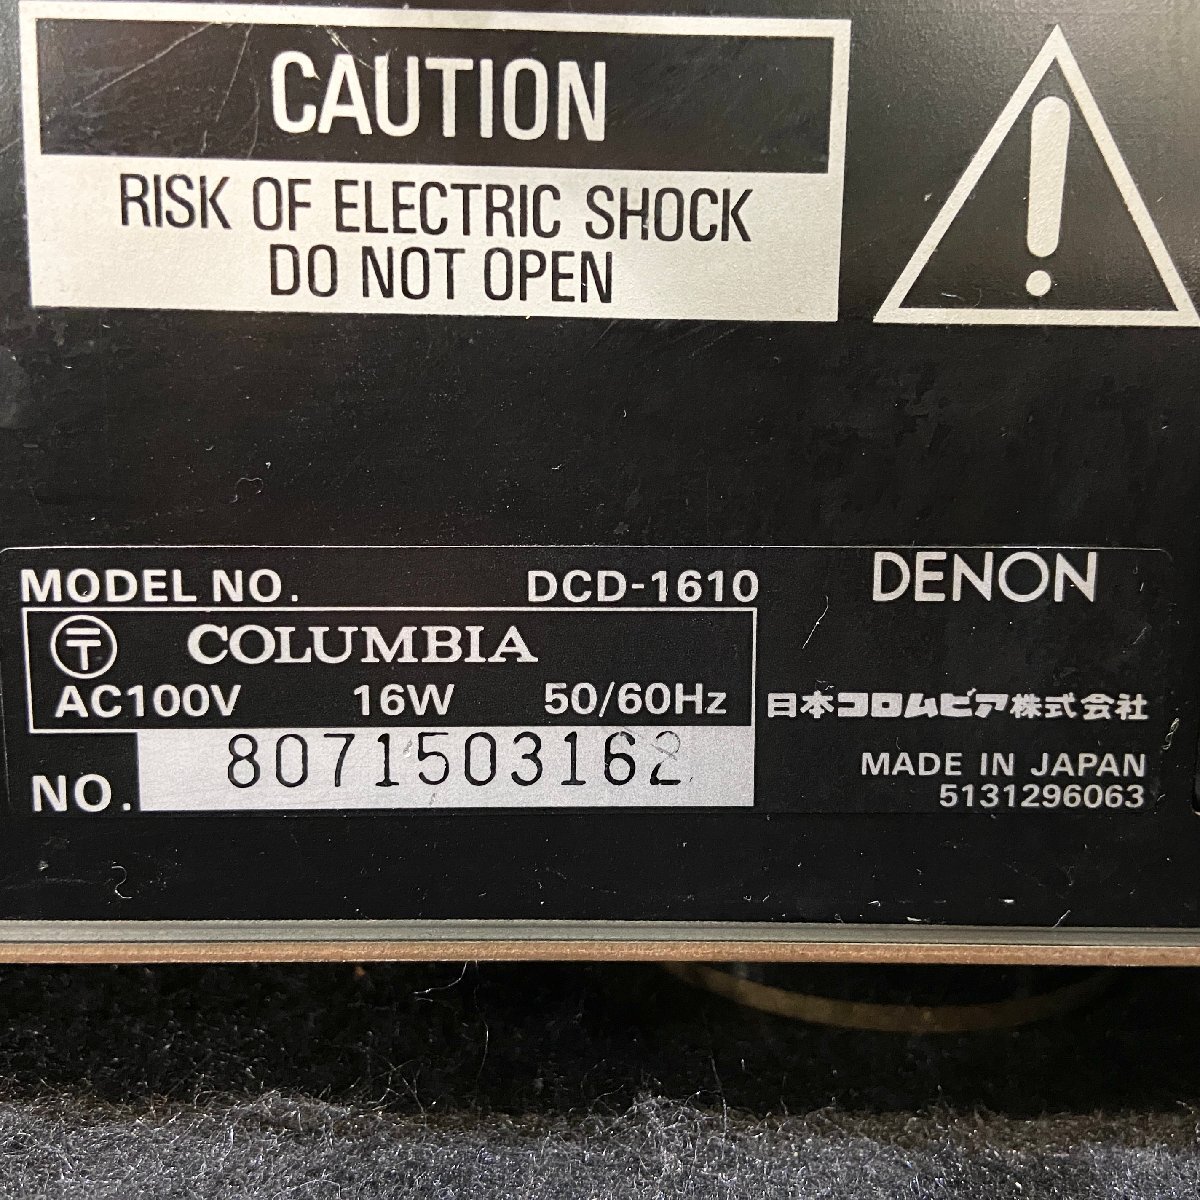 CAUTION
RISK OF ELECTRIC SHOCK
DO NOT OPEN
MODEL NO. DCD-1610
DENON
〒 COLUMBIA
AC100V 16W 50/60Hz
日本コロムビア株式会社
NO. 8071503162
MADE IN JAPAN
5131296063